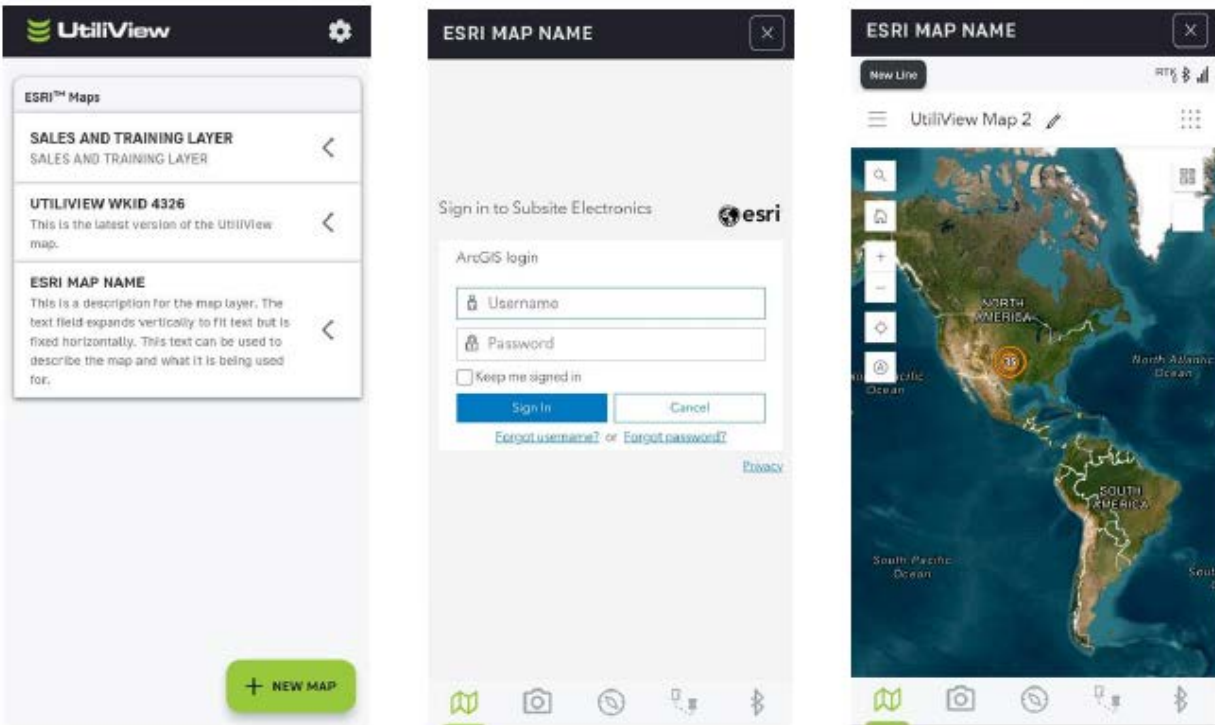 UtiliView
ESRI™ Maps
SALES AND TRAINING LAYER
SALES AND TRAINING LAYER
UTILIVIEW WKID 4326
This is the latest version of the UtiliView
map.
ESRI MAP NAME
This is a description for the map layer. The
text field expands vertically to fit text but is
fixed horizontally. This text can be used to
describe the map and what it is being used
for.
+ NEW MAP
ESRI MAP NAME
Sign in to Subsite Electronics
esri
ArcGIS login
Username
Password
Keep me signed in
Sign In
Cancel
Forgot username? or Forgot password?
Privacy
ESRI MAP NAME
New Line
RTK
UtiliView Map 2
NORTH
AMERICA
35
North Atlantic
Ocean
Ocean
SOUTH
AMERICA
South Pacific
Ocean